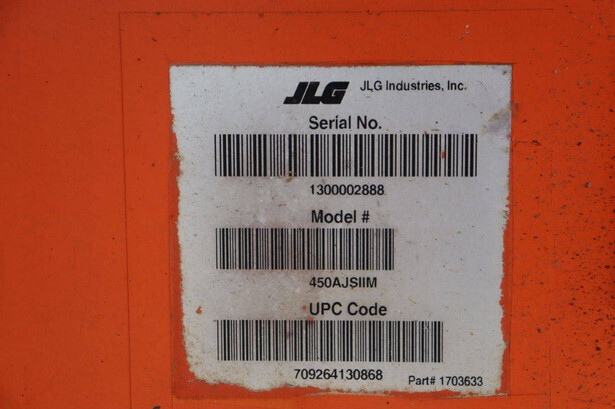 JLG JLG Industries, Inc.
Serial No.
1300002888
Model #
450AJSIIM
UPC Code
709264130868
Part# 1703633